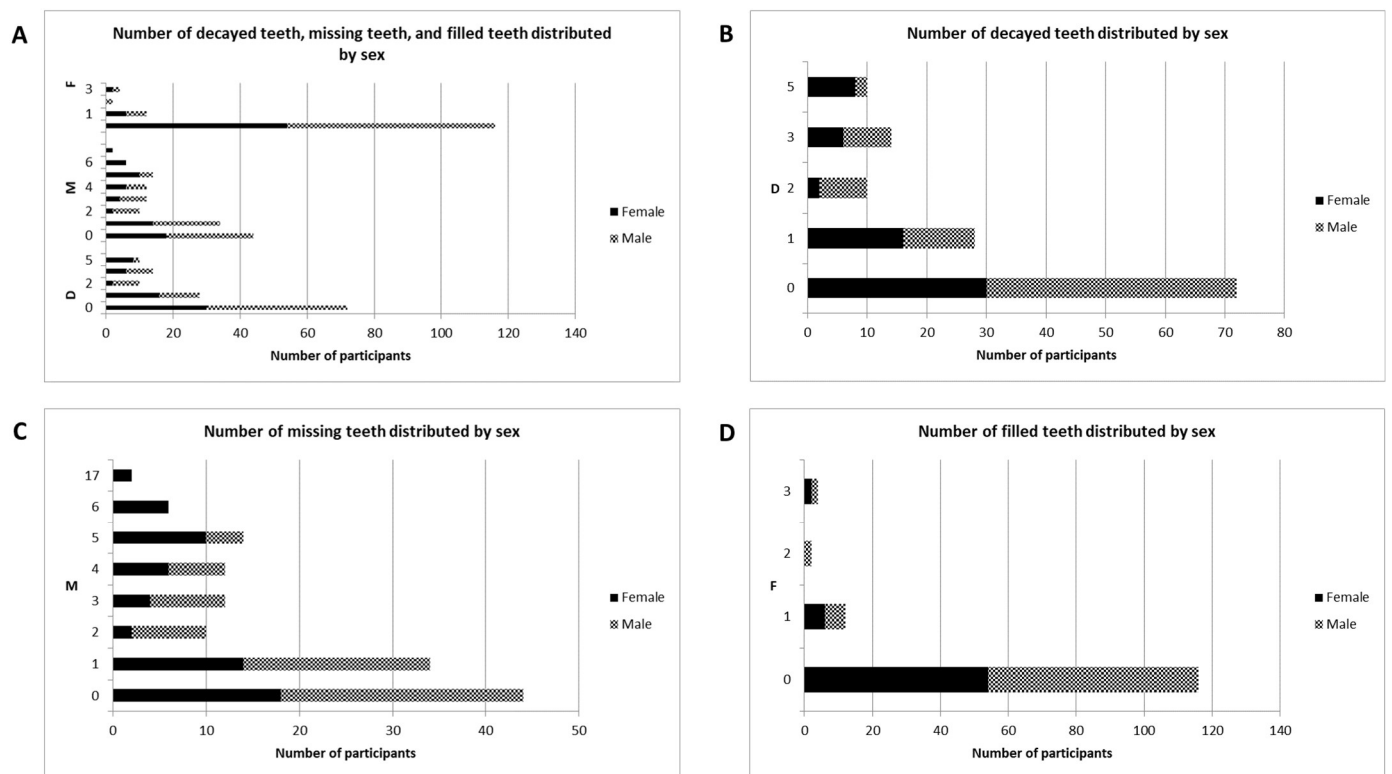 A
Number of decayed teeth, missing teeth, and filled teeth distributed
by sex
F
3
1
6
M
4
2
0
5
D
2
0
0 20 40 60 80 100 120 140
Number of participants
Female
Male
B
Number of decayed teeth distributed by sex
5
3
D 2
1
0
0 10 20 30 40 50 60 70 80
Number of participants
Female
Male
C
Number of missing teeth distributed by sex
17
6
5
4
M
3
2
1
0
0 10 20 30 40 50
Number of participants
Female
Male
D
Number of filled teeth distributed by sex
3
2
F
1
0
0 20 40 60 80 100 120 140
Number of participants
Female
Male